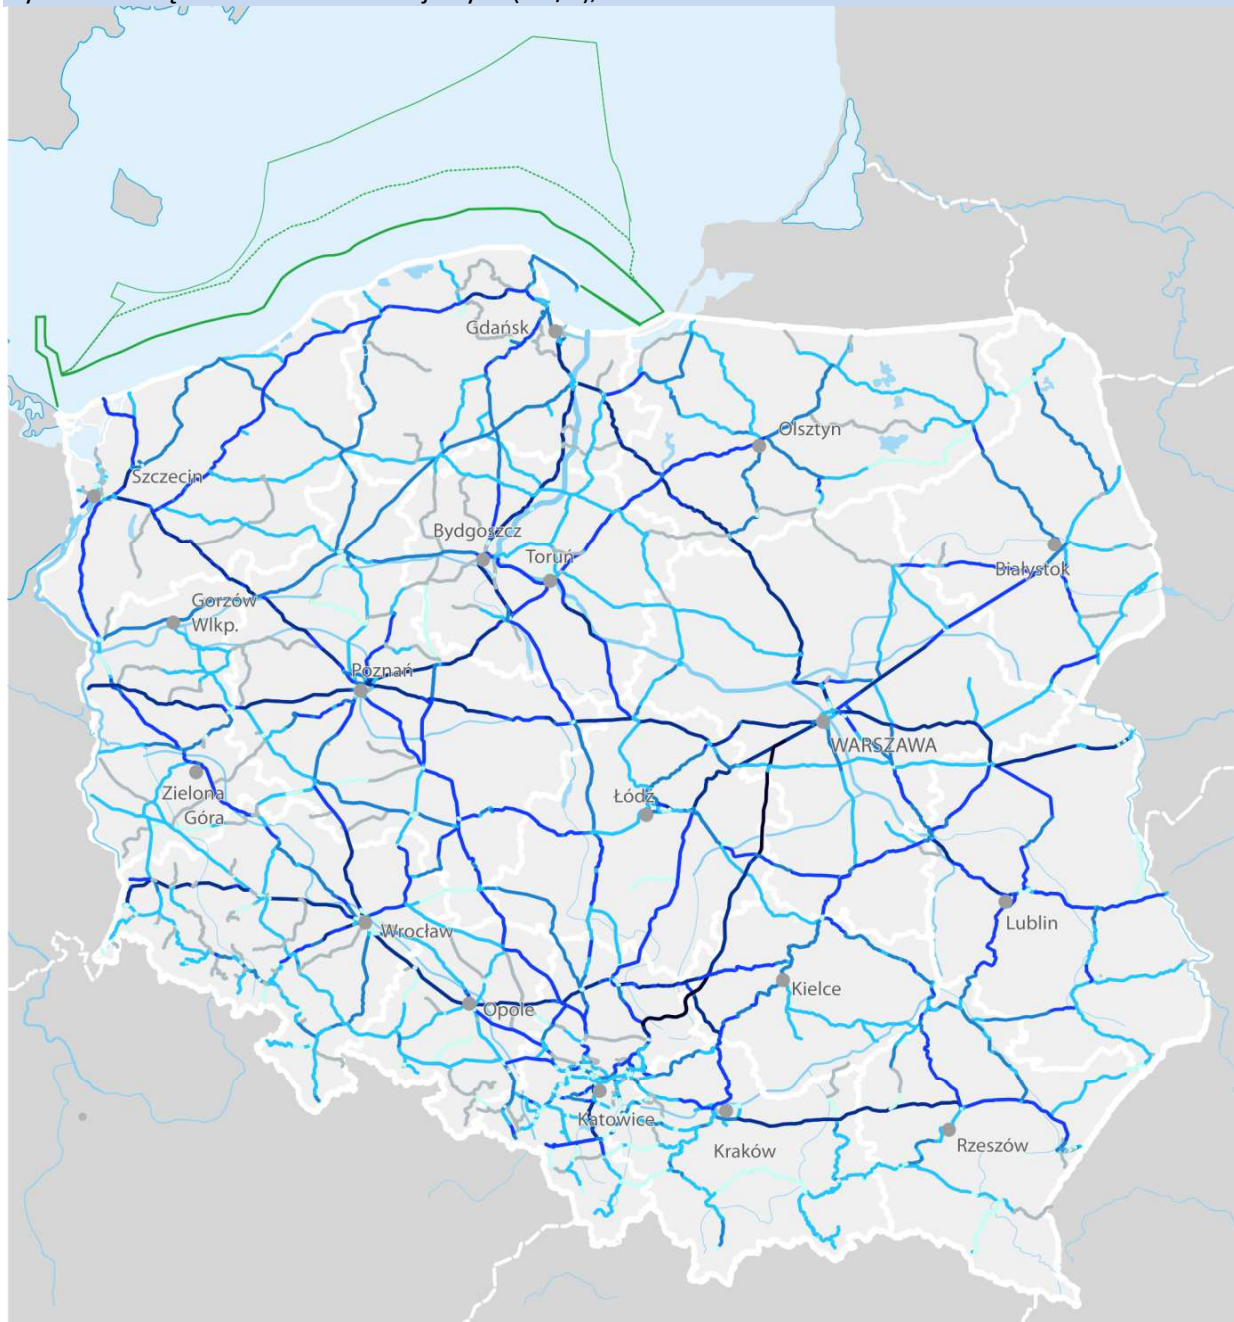 Gdańsk
Olsztyn
Szczecin
Bydgoszcz
Toruń
Białystok
Gorzów
Wlkp.
Poznań
WARSZAWA
Zielona
Góra
Łódź
Wrocław
Lublin
Kielce
Opole
Katowice
Kraków
Rzeszów